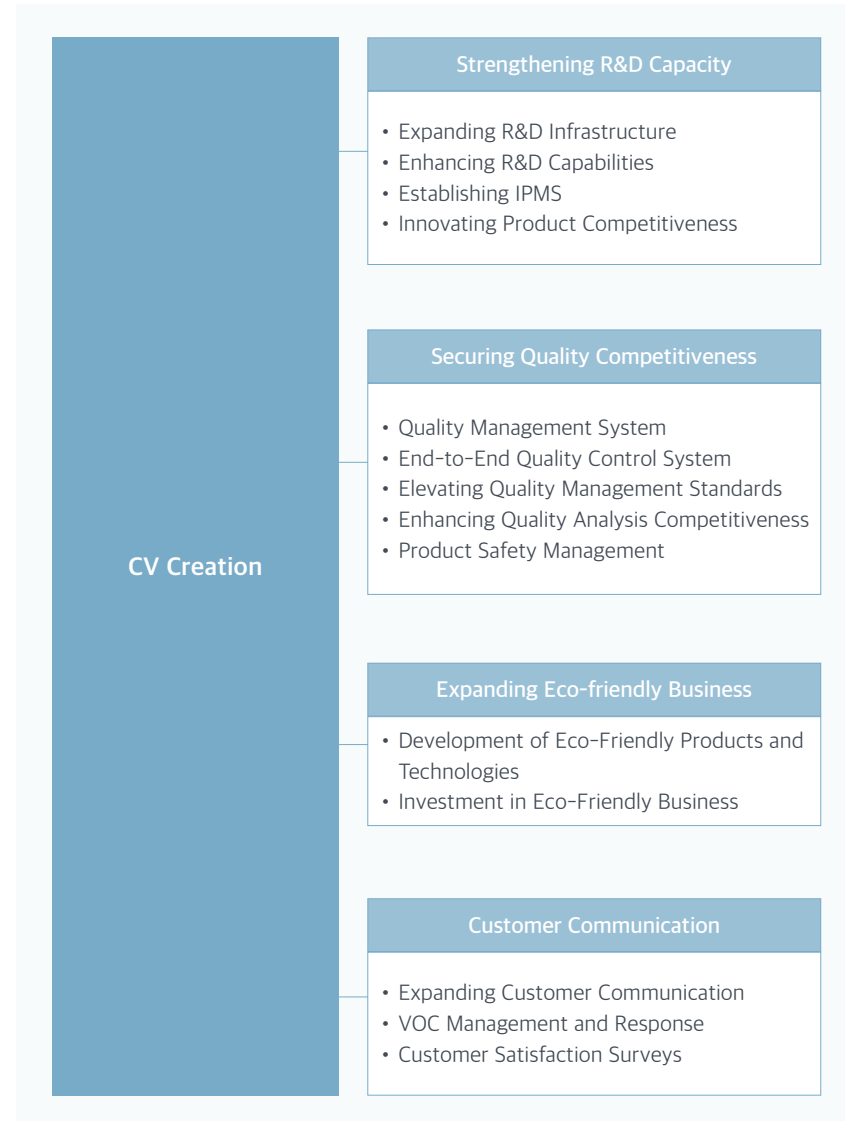 CV Creation
Strengthening R&D Capacity
• Expanding R&D Infrastructure
• Enhancing R&D Capabilities
• Establishing IPMS
• Innovating Product Competitiveness
Securing Quality Competitiveness
• Quality Management System
• End-to-End Quality Control System
• Elevating Quality Management Standards
• Enhancing Quality Analysis Competitiveness
• Product Safety Management
Expanding Eco-friendly Business
• Development of Eco-Friendly Products and
Technologies
• Investment in Eco-Friendly Business
Customer Communication
• Expanding Customer Communication
• VOC Management and Response
• Customer Satisfaction Surveys